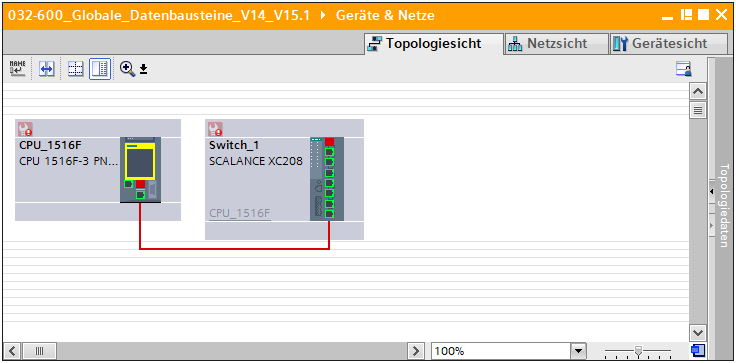 032-600_Globale_Datenbausteine_V14_V15.1 ▸ Geräte & Netze
Topologiesicht
Netzsicht
Gerätesicht
NAME
CPU_1516F
CPU 1516F-3 PN...
Switch_1
SCALANCE XC208
CPU_1516F
Topologiedaten
100%